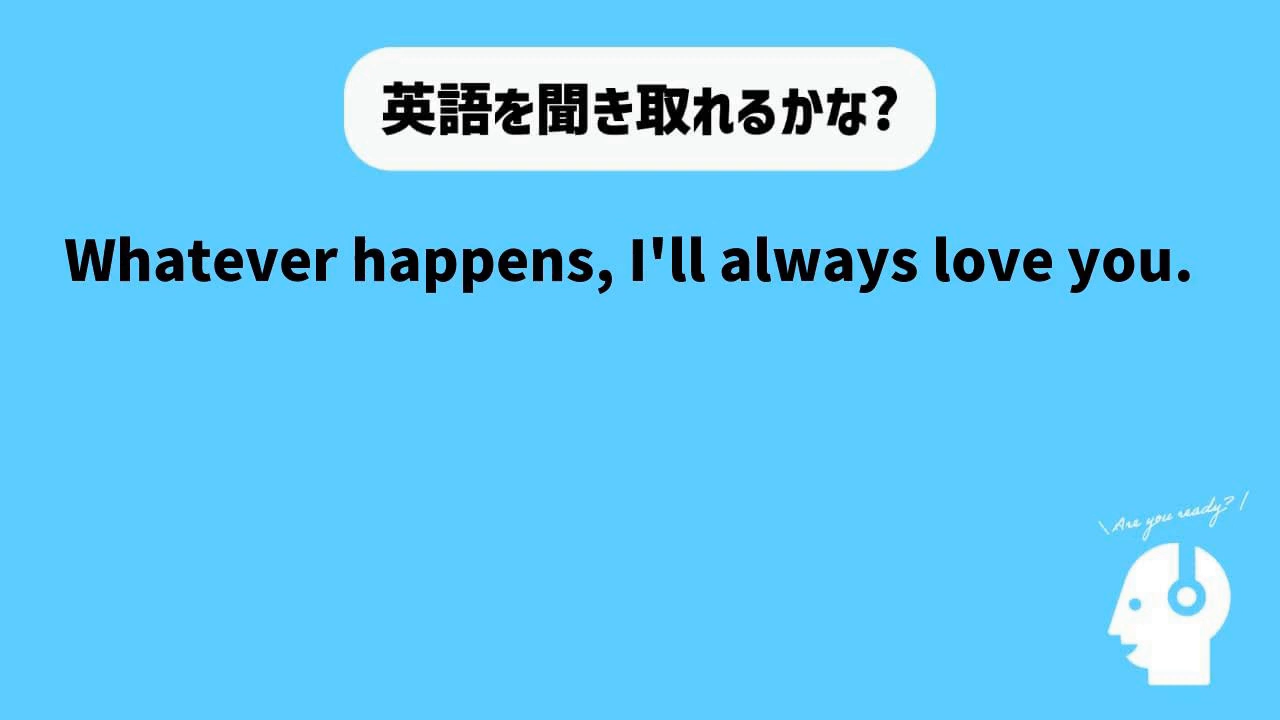 英語を聞き取れるかな?
Whatever happens, I'll always love you.
\ Are you ready? /